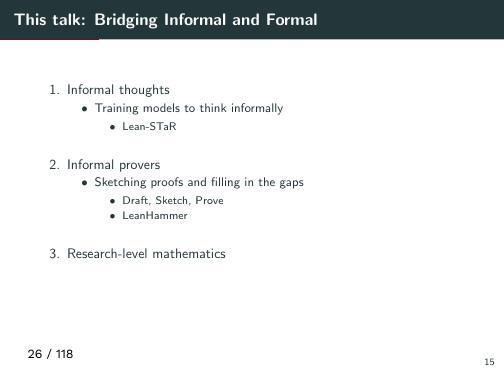 This talk: Bridging Informal and Formal
1. Informal thoughts
• Training models to think informally
• Lean-STaR
2. Informal provers
• Sketching proofs and filling in the gaps
• Draft, Sketch, Prove
• LeanHammer
3. Research-level mathematics
26 / 118
15